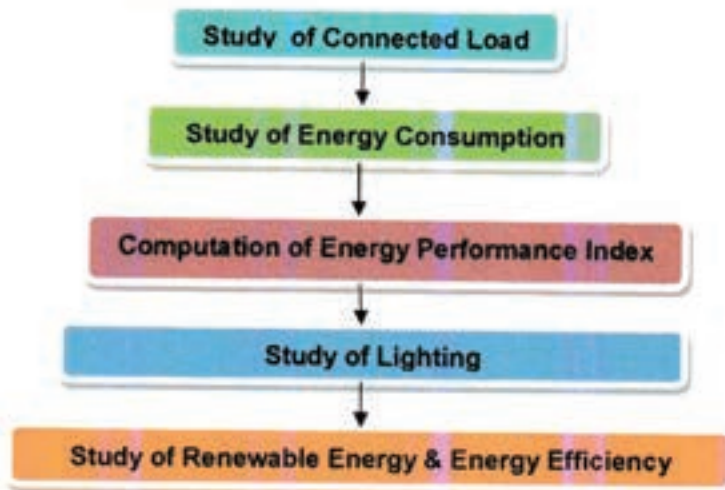 Study of Connected Load
Study of Energy Consumption
Computation of Energy Performance Index
Study of Lighting
Study of Renewable Energy & Energy Efficiency